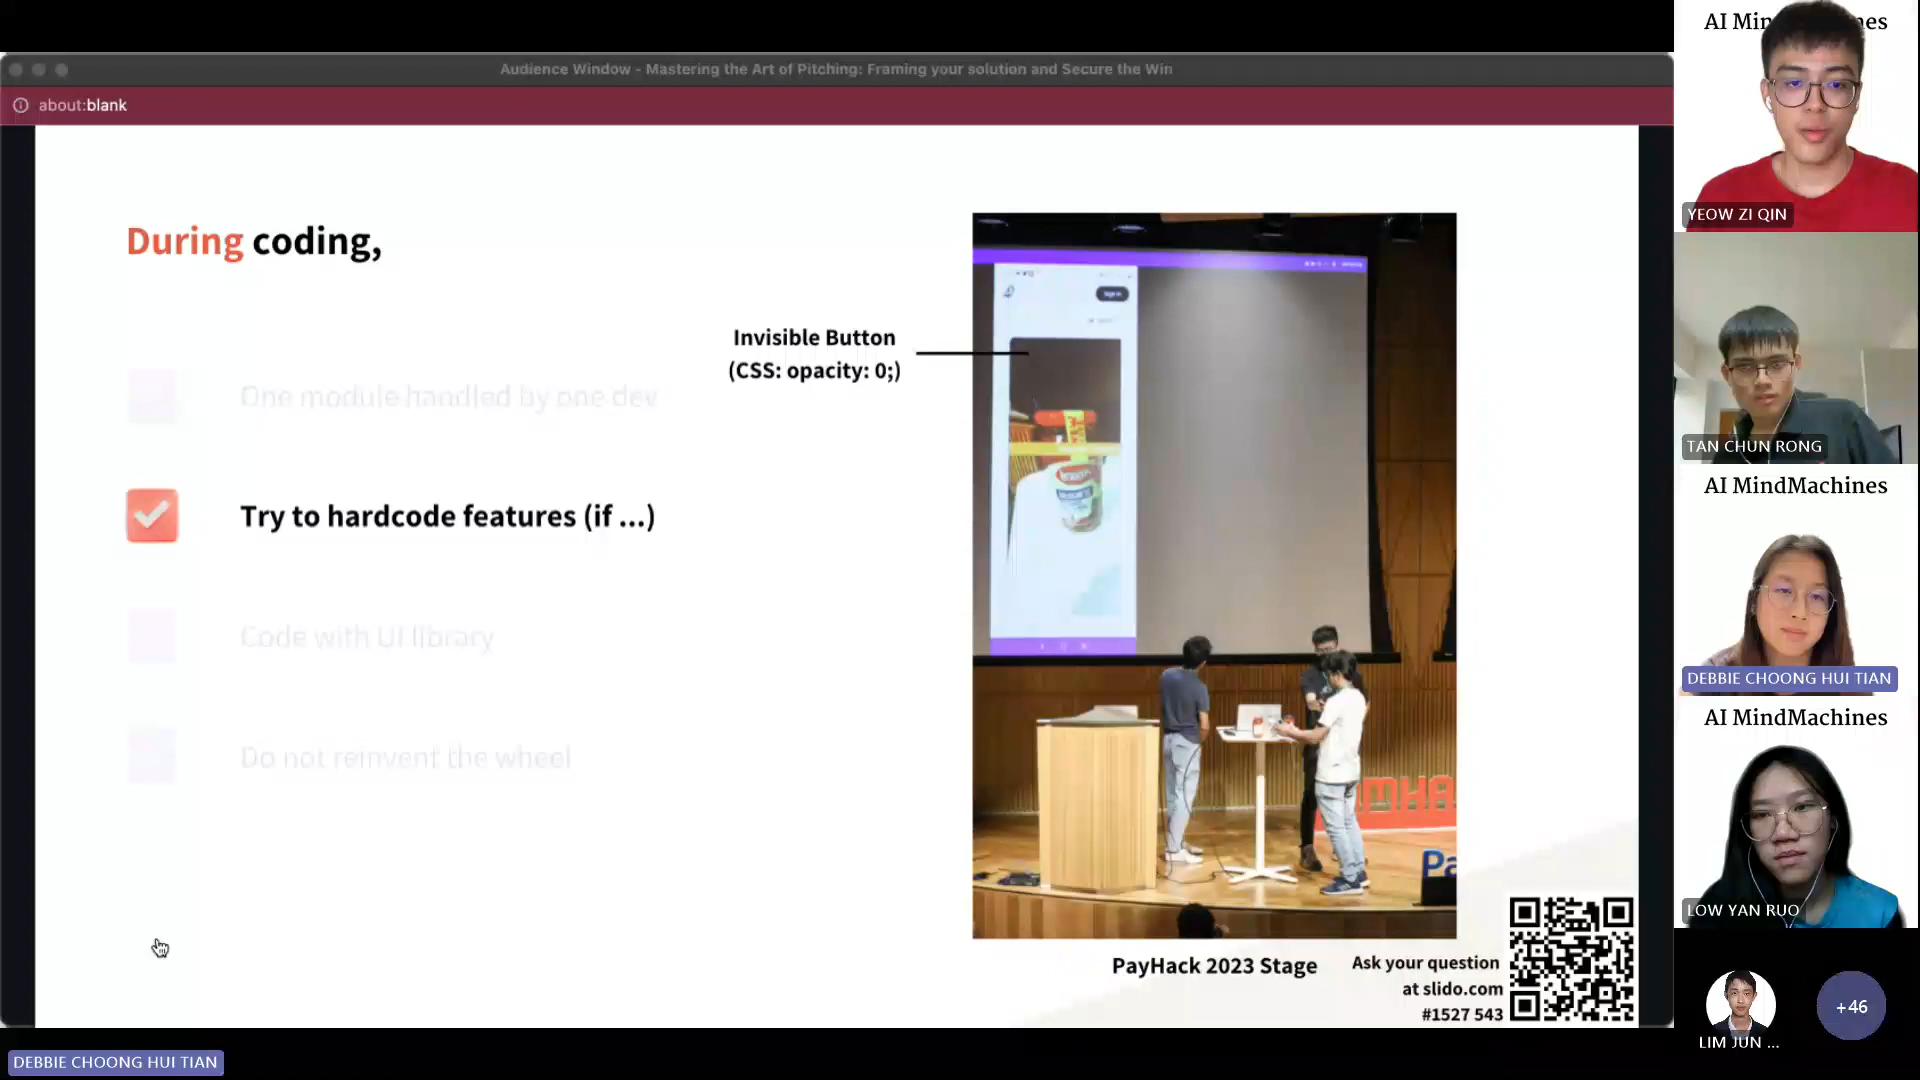 Audience Window - Mastering the Art of Pitching: Framing your solution and Secure the Win
about:blank
During coding,
One module handled by one dev
Try to hardcode features (if ...)
Code with UI library
Do not reinvent the wheel
Invisible Button
(CSS: opacity: 0;)
Sign in
PayHack 2023 Stage
Ask your question
at slido.com
#1527 543
YEOW ZI QIN
TAN CHUN RONG
AI MindMachines
DEBBIE CHOONG HUI TIAN
AI MindMachines
LOW YAN RUO
LIM JUN ...
+46
DEBBIE CHOONG HUI TIAN